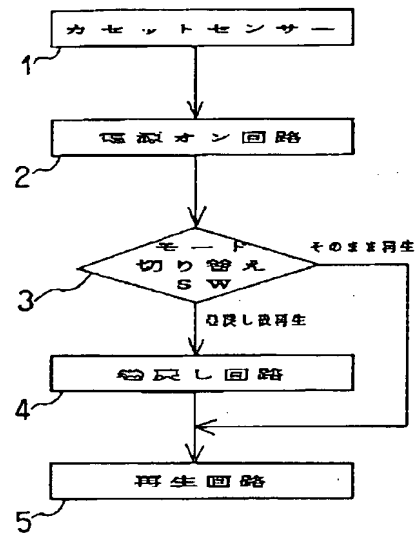 カセットセンサー
1
電源オン回路
2
モード
切り替え
SW
そのまま再生
3
巻戻し後再生
巻戻し回路
4
再生回路
5